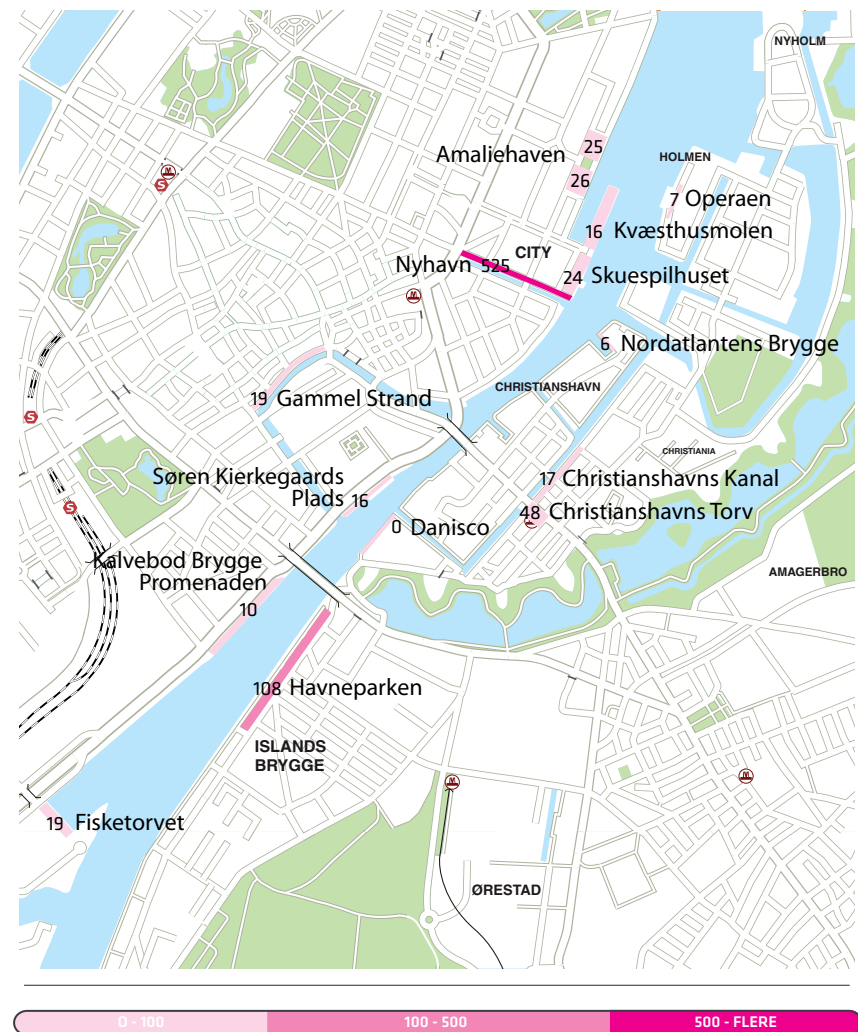 NYHOLM
25
Amaliehaven
HOLMEN
26
7 Operaen
16 Kvæsthusmolen
CITY
Nyhavn 525
24 Skuespilhuset
6 Nordatlantens Brygge
CHRISTIANSHAVN
19 Gammel Strand
CHRISTIANIA
Søren Kierkegaards
Plads 16
17 Christianshavns Kanal
48 Christianshavns Torv
0 Danisco
Kalvebod Brygge
Promenaden
10
AMAGERBRO
108 Havneparken
ISLANDS
BRYGGE
19 Fisketorvet
ØRESTAD
S
S
S
M
M
M
M
M
0 - 100
100 - 500
500 - FLERE